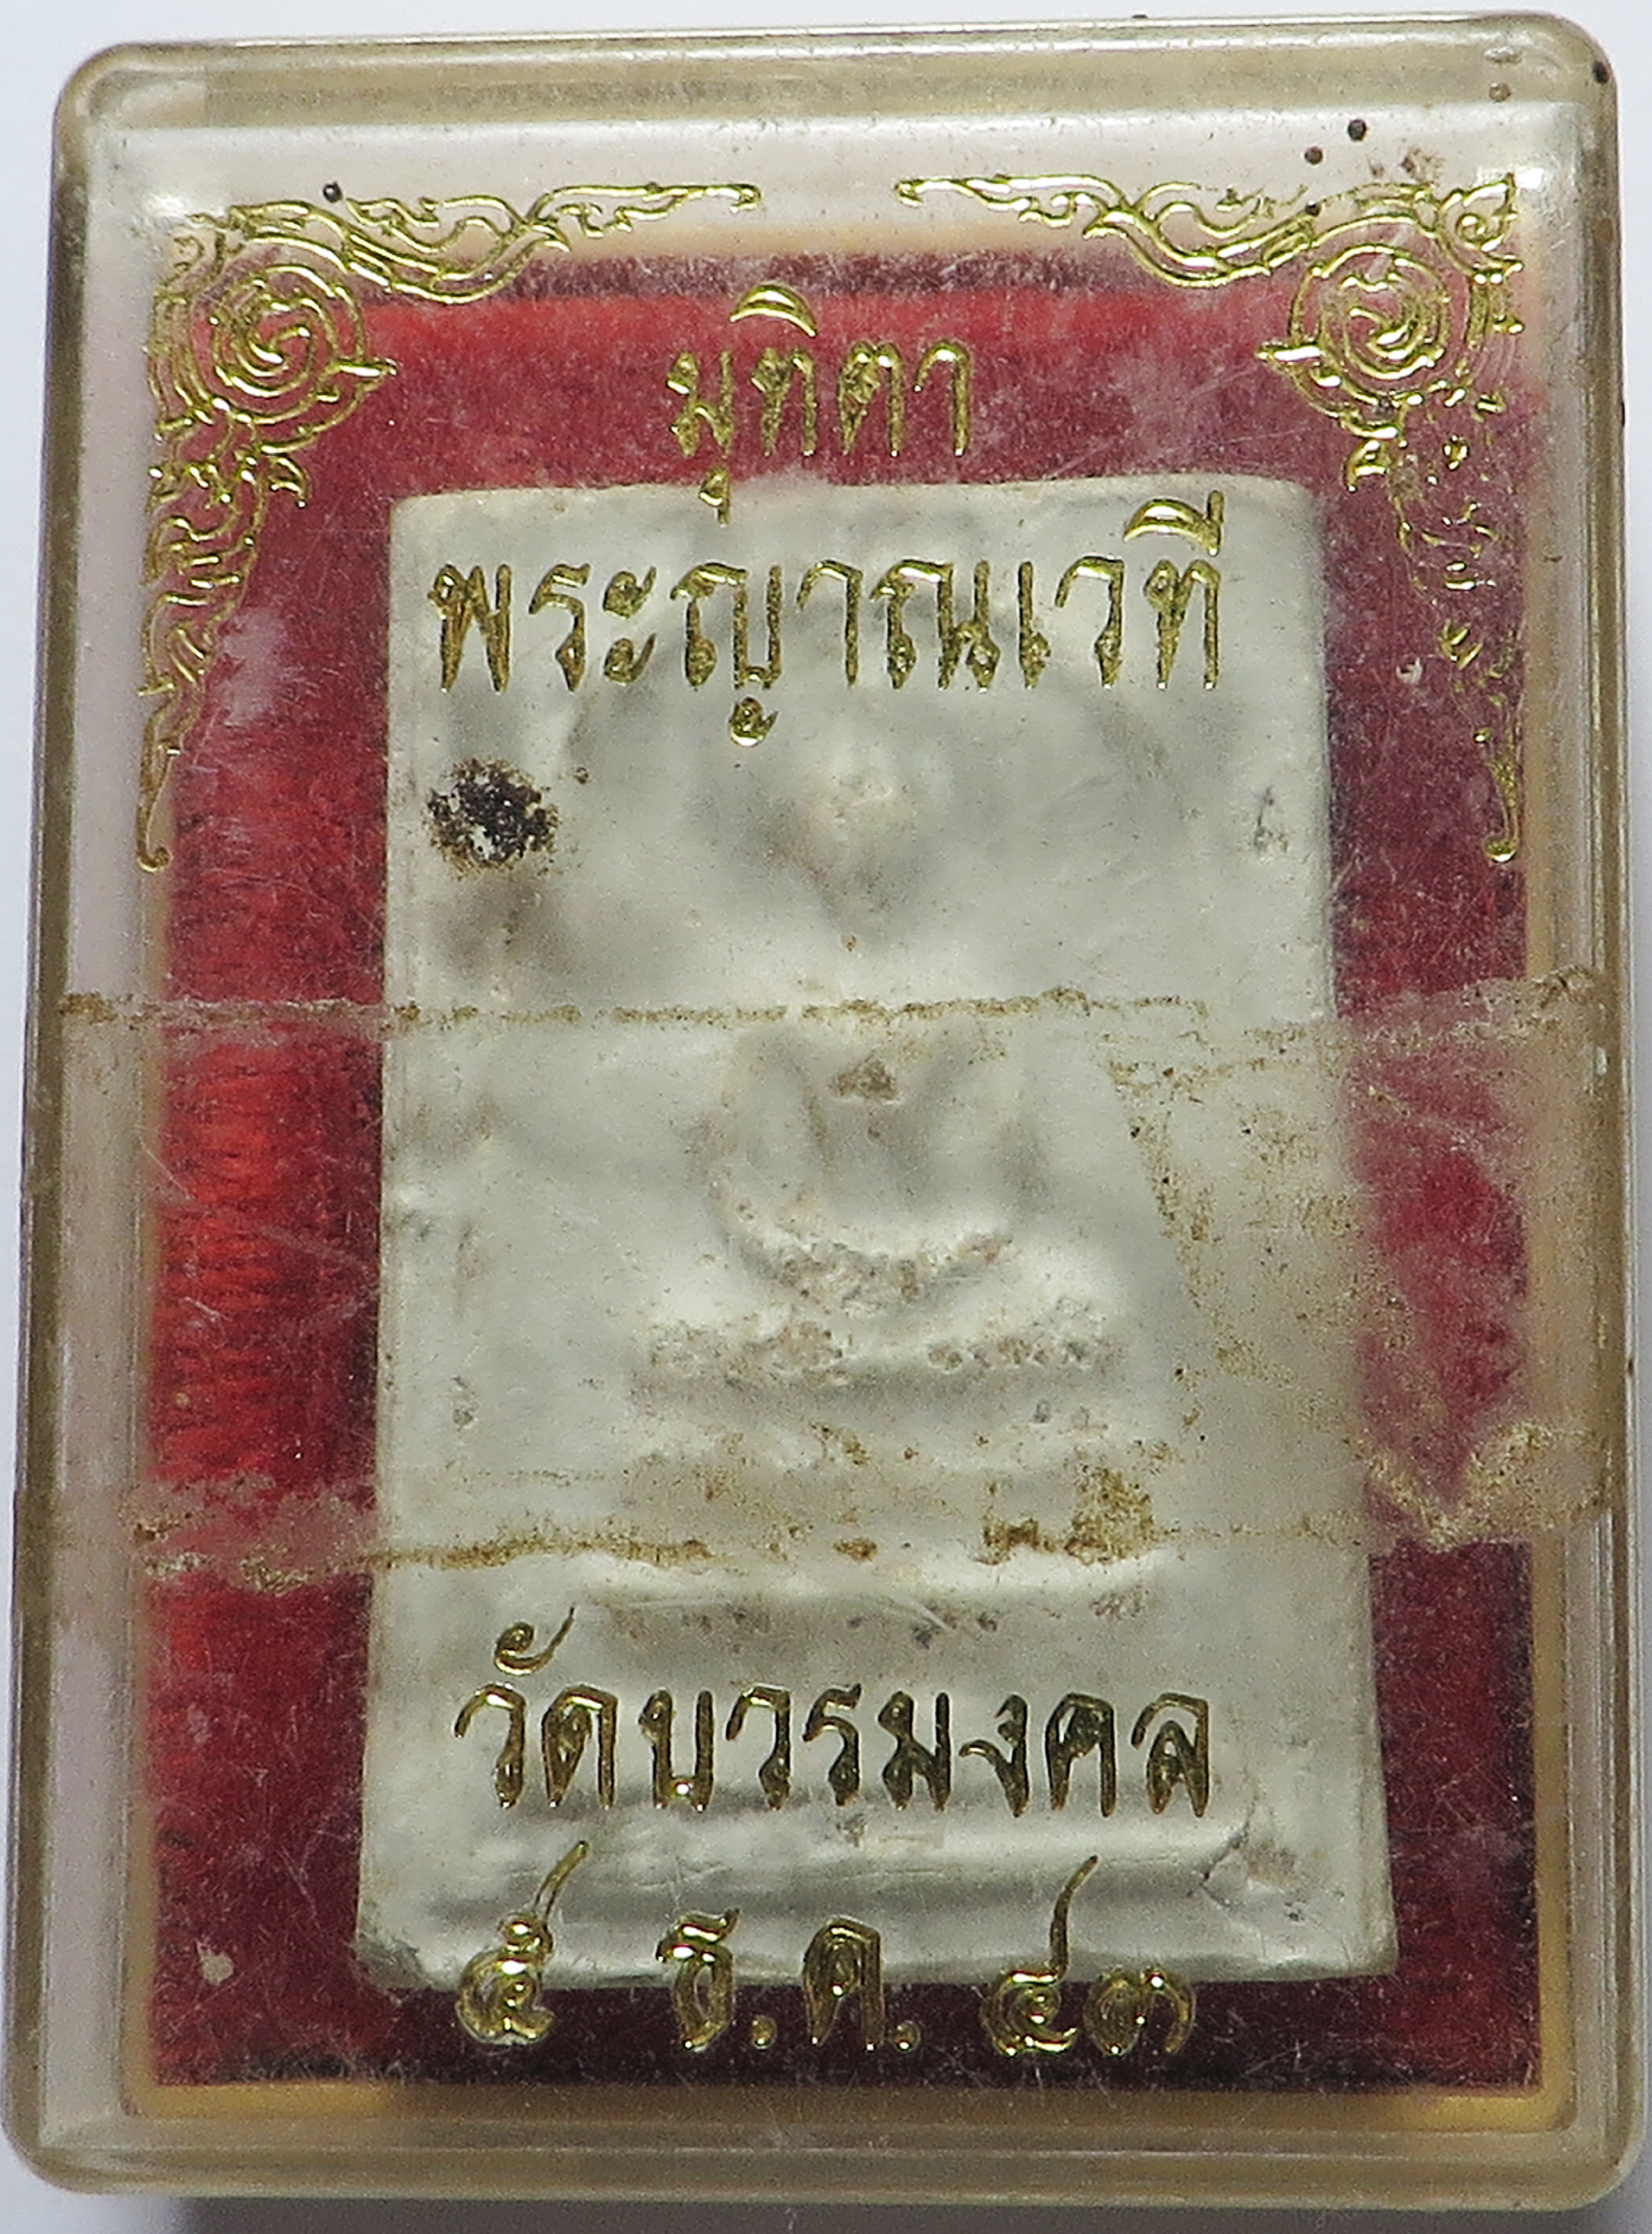 มุทิตา
พระญาณเวที
วัดบวรมงคล
๕ ธ.ค. ๔๓